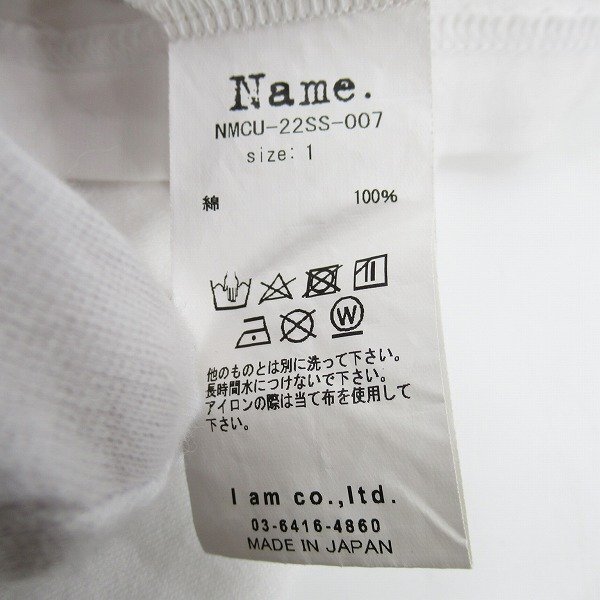 Name.
NMCU-22SS-007
size: 1
綿 100%
W
他のものとは別に洗って下さい。
長時間水につけないで下さい。
アイロンの際は当て布を使用して
下さい。
I am co.,ltd.
03-6416-4860
MADE IN JAPAN